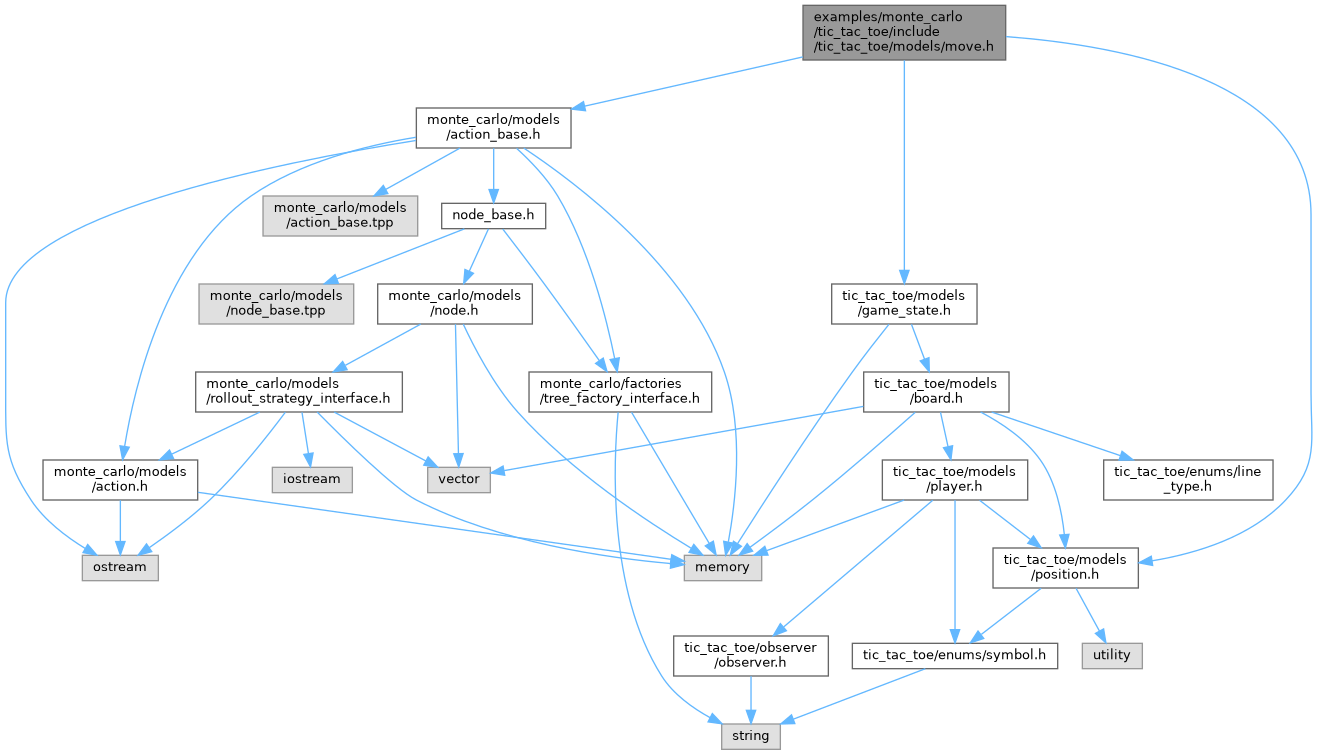 examples/monte_carlo
/tic_tac_toe/include
/tic_tac_toe/models/move.h
monte_carlo/models
/action_base.h
monte_carlo/models
/action_base.tpp
node_base.h
monte_carlo/models
/node_base.tpp
monte_carlo/models
/node.h
tic_tac_toe/models
/game_state.h
monte_carlo/models
/rollout_strategy_interface.h
monte_carlo/factories
/tree_factory_interface.h
tic_tac_toe/models
/board.h
monte_carlo/models
/action.h
iostream
vector
tic_tac_toe/models
/player.h
tic_tac_toe/enums/line
_type.h
ostream
memory
tic_tac_toe/models
/position.h
tic_tac_toe/observer
/observer.h
tic_tac_toe/enums/symbol.h
utility
string